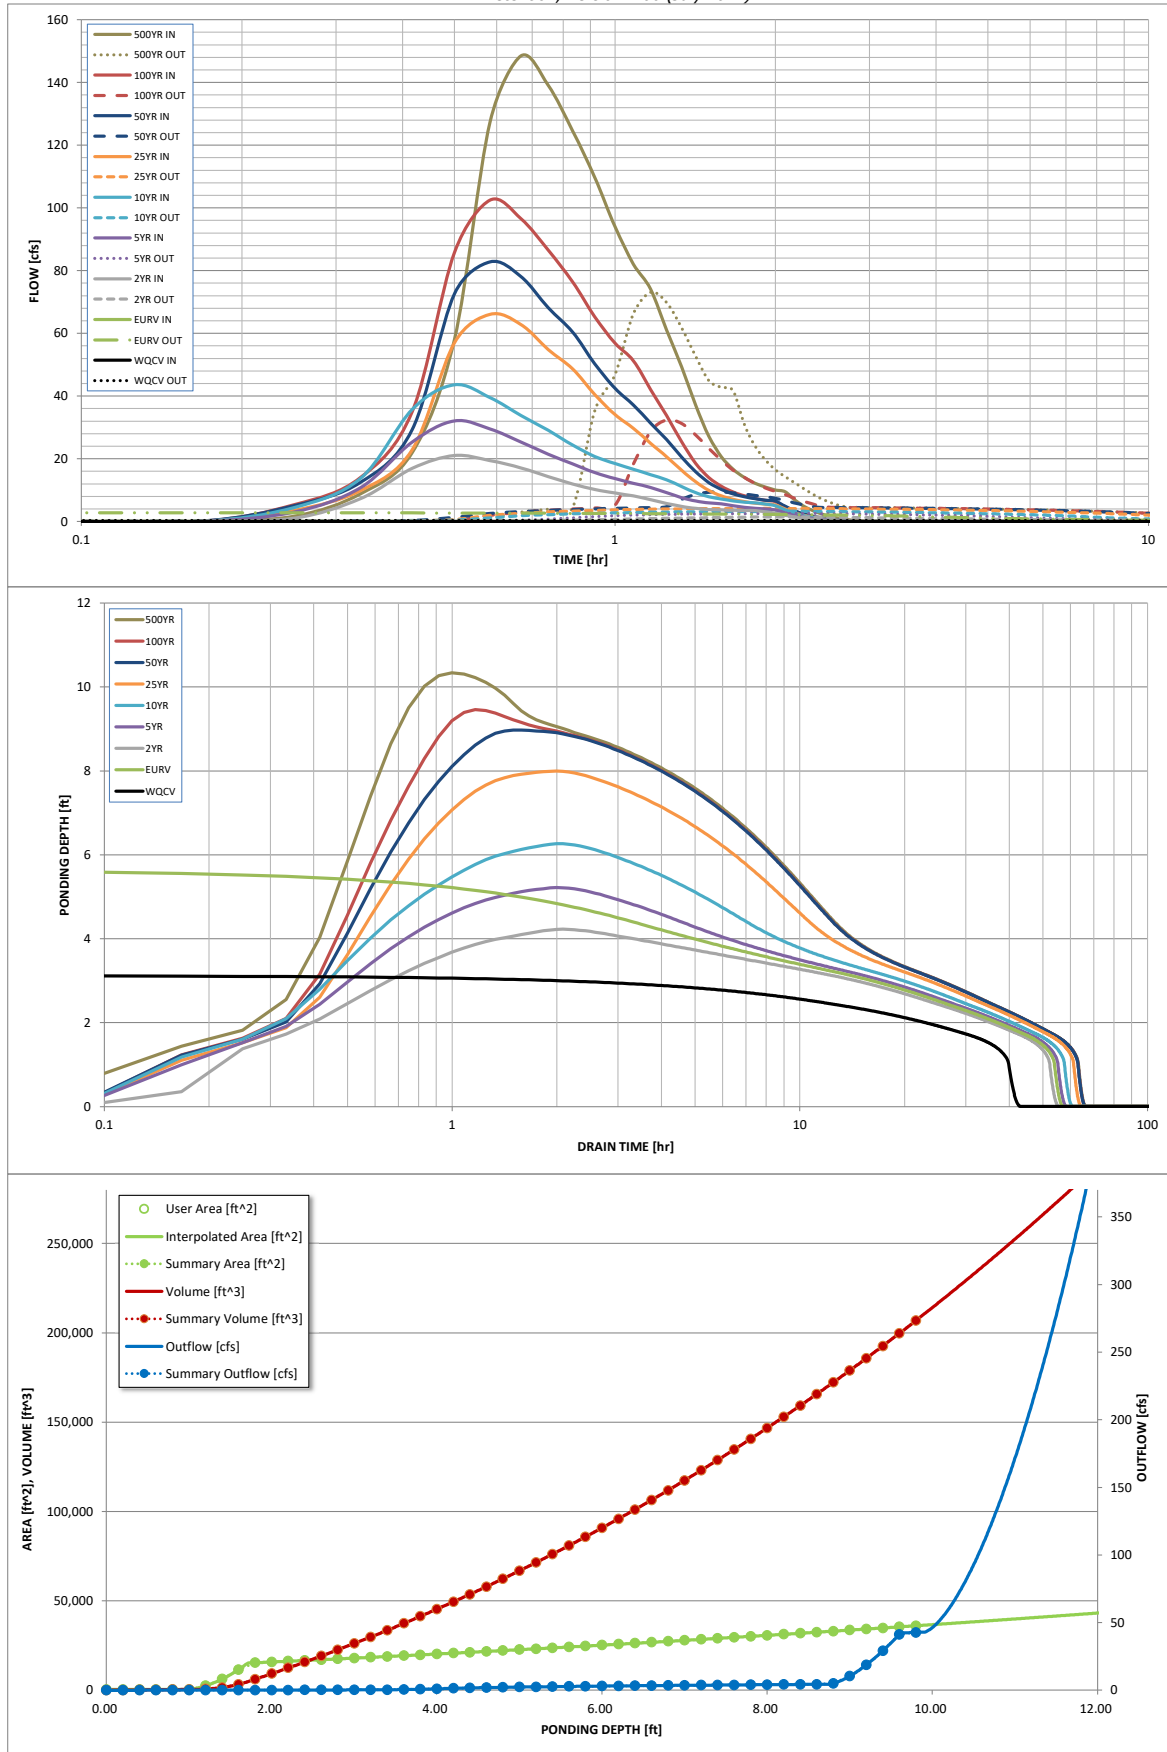 160
140
120
100
80
60
40
20
0
FLOW [cfs]
500YR IN
500YR OUT
100YR IN
100YR OUT
50YR IN
50YR OUT
25YR IN
25YR OUT
10YR IN
10YR OUT
5YR IN
5YR OUT
2YR IN
2YR OUT
EURV IN
EURV OUT
WQCV IN
WQCV OUT
0.1
1
10
TIME [hr]
12
10
8
6
4
2
0
PONDING DEPTH [ft]
500YR
100YR
50YR
25YR
10YR
5YR
2YR
EURV
WQCV
0.1
1
10
100
DRAIN TIME [hr]
User Area [ft^2]
Interpolated Area [ft^2]
Summary Area [ft^2]
Volume [ft^3]
Summary Volume [ft^3]
Outflow [cfs]
Summary Outflow [cfs]
250,000
200,000
150,000
100,000
50,000
0
AREA [ft^2], VOLUME [ft^3]
350
300
250
200
150
100
50
0
OUTFLOW [cfs]
0.00
2.00
4.00
6.00
8.00
10.00
12.00
PONDING DEPTH [ft]